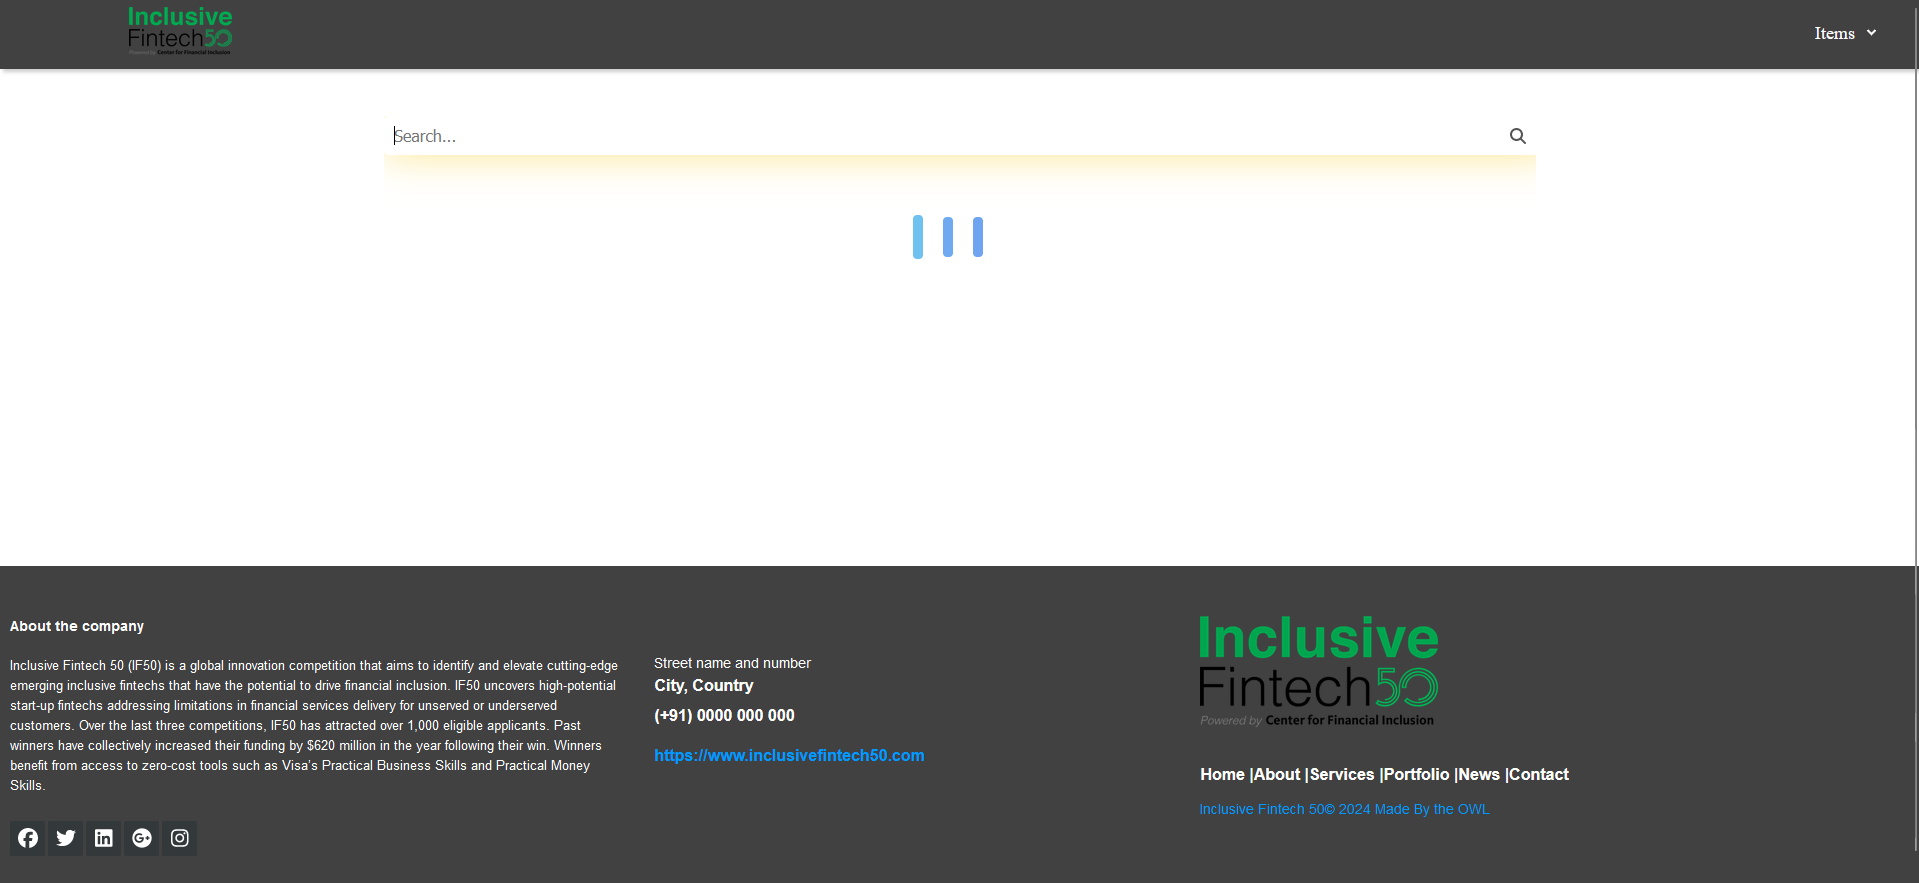 Inclusive
Fintech50
Powered by Center for Financial Inclusion
Items
Search...
About the company
Inclusive Fintech 50 (IF50) is a global innovation competition that aims to identify and elevate cutting-edge
emerging inclusive fintechs that have the potential to drive financial inclusion. IF50 uncovers high-potential
start-up fintechs addressing limitations in financial services delivery for unserved or underserved
customers. Over the last three competitions, IF50 has attracted over 1,000 eligible applicants. Past
winners have collectively increased their funding by $620 million in the year following their win. Winners
benefit from access to zero-cost tools such as Visa’s Practical Business Skills and Practical Money
Skills.
Street name and number
City, Country
(+91) 0000 000 000
https://www.inclusivefintech50.com
Inclusive
Fintech50
Powered by Center for Financial Inclusion
Home |About |Services |Portfolio |News |Contact
Inclusive Fintech 50© 2024 Made By the OWL